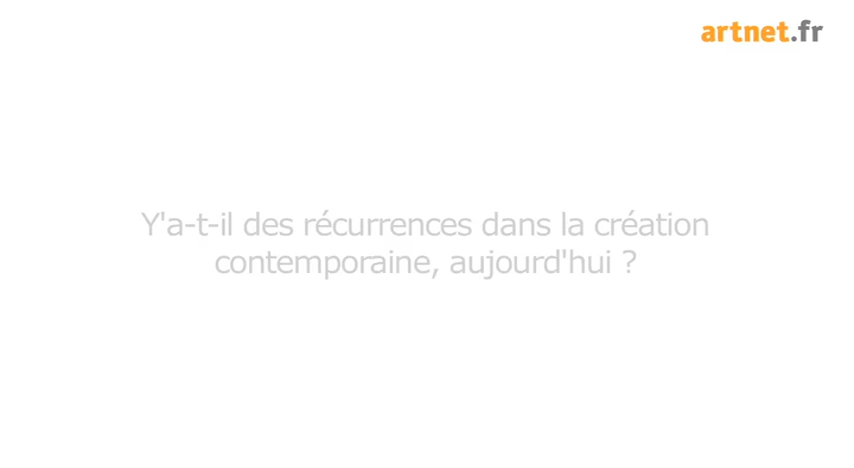 artnet.fr
Y'a-t-il des récurrences dans la création
contemporaine, aujourd'hui ?